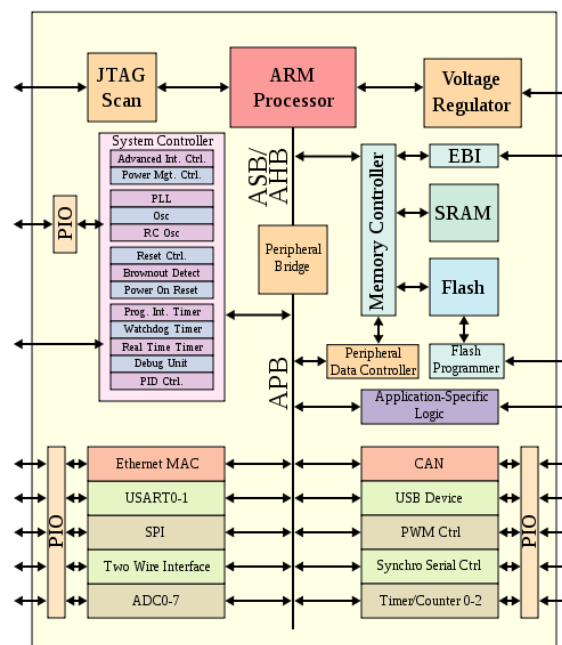 JTAG
Scan
ARM
Processor
Voltage
Regulator
System Controller
Advanced Int. Ctrl.
Power Mgt. Ctrl.
PLL
Osc
RC Osc
Reset Ctrl.
Brownout Detect
Power On Reset
Prog. Int. Timer
Watchdog Timer
Real Time Timer
Debug Unit
PID Ctrl.
PIO
ASB/
AHB
Peripheral
Bridge
APB
Memory Controller
EBI
SRAM
Flash
Peripheral
Data Controller
Flash
Programmer
Application-Specific
Logic
PIO
Ethernet MAC
USART0-1
SPI
Two Wire Interface
ADC0-7
CAN
USB Device
PWM Ctrl
Synchro Serial Ctrl
Timer/Counter 0-2
PIO